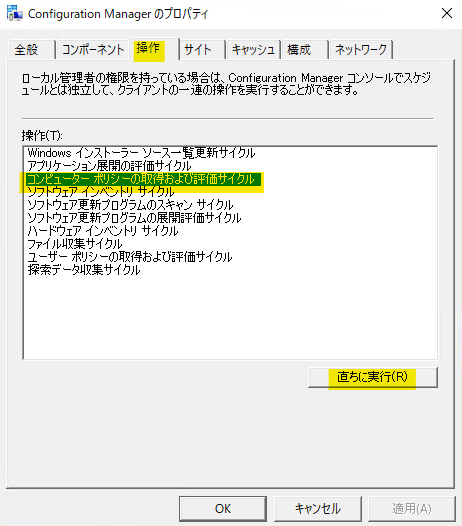 Configuration Manager のプロパティ
全般 コンポーネント 操作 サイト キャッシュ 構成 ネットワーク
ローカル管理者の権限を持っている場合は、Configuration Manager コンソールでスケジ
ュールとは独立して、クライアントの一連の操作を実行することができます。
操作(T):
Windows インストーラー ソース一覧更新サイクル
アプリケーション展開の評価サイクル
コンピューター ポリシーの取得および評価サイクル
ソフトウェア インベントリ サイクル
ソフトウェア更新プログラムのスキャン サイクル
ソフトウェア更新プログラムの展開評価サイクル
ハードウェア インベントリ サイクル
ファイル収集サイクル
ユーザー ポリシーの取得および評価サイクル
探索データ収集サイクル
直ちに実行(R)
OK キャンセル 適用(A)